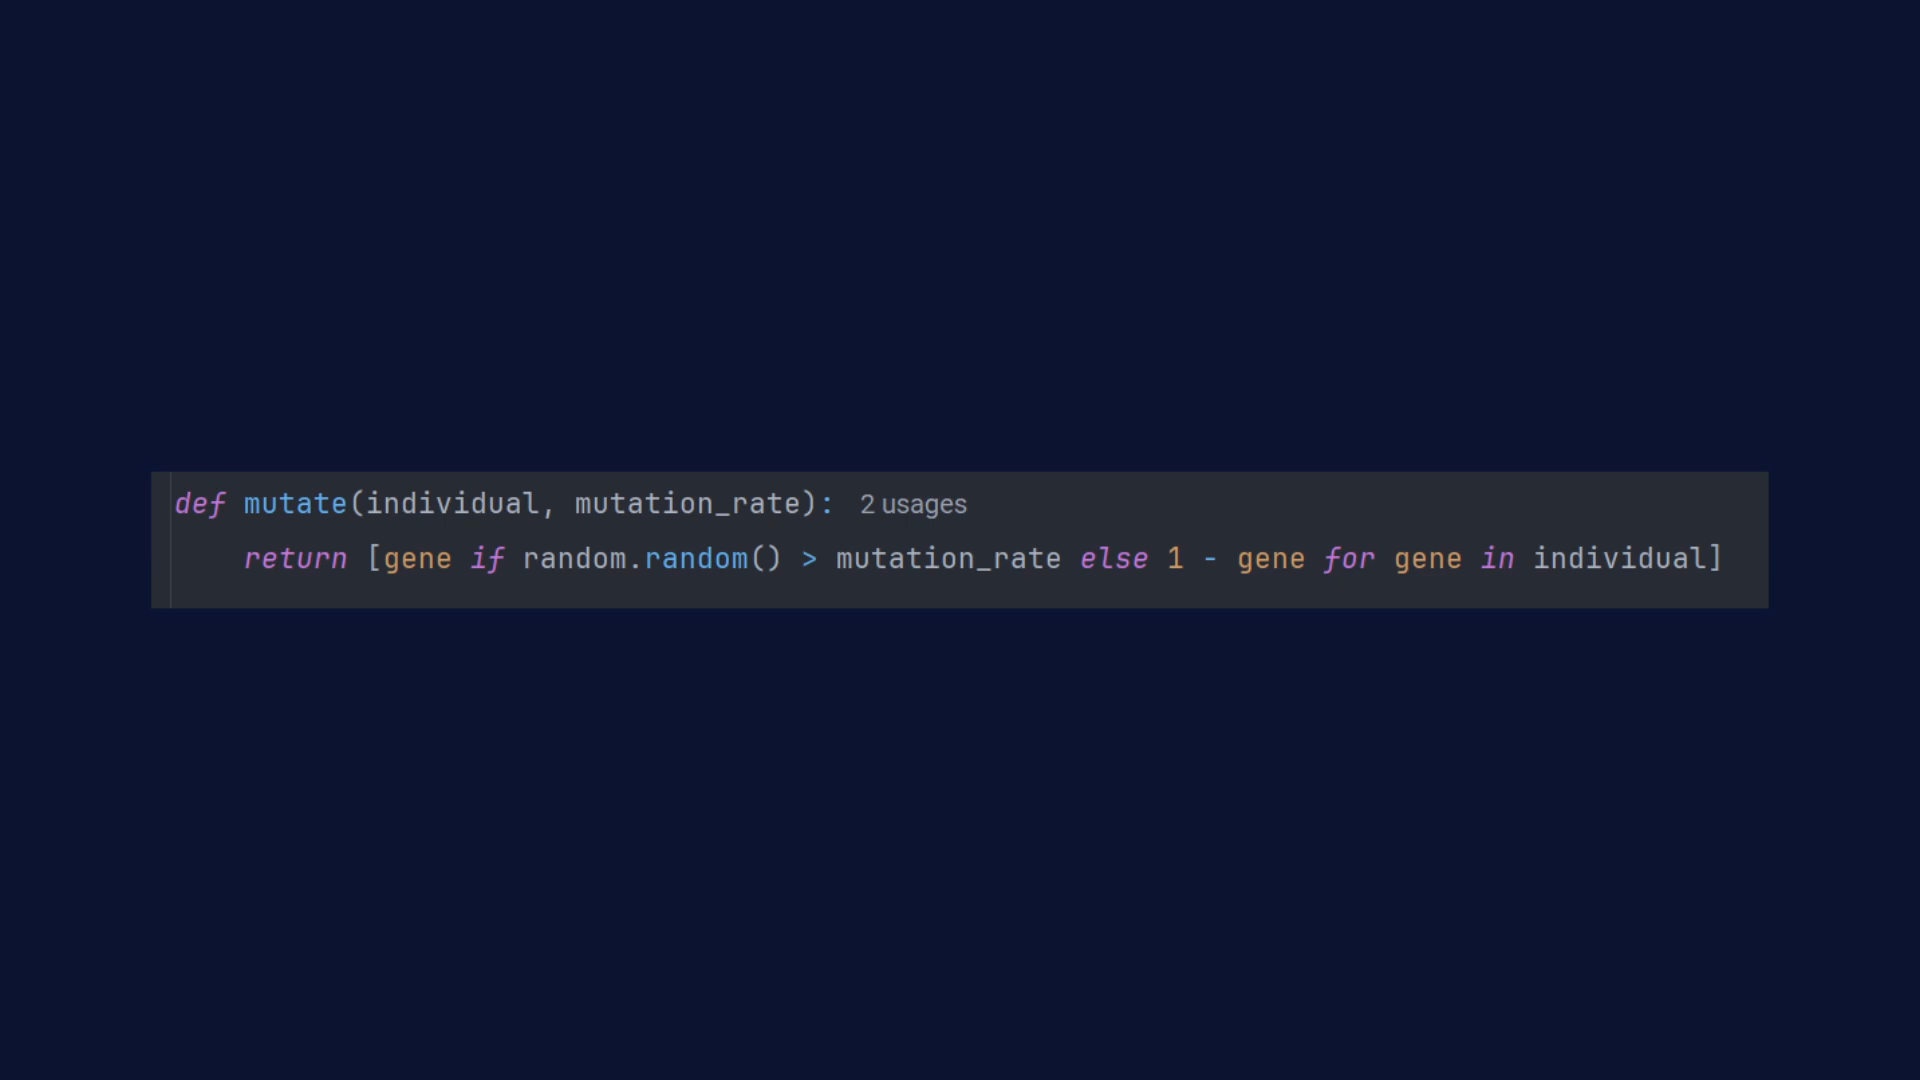 def mutate(individual, mutation_rate): 2 usages
    return [gene if random.random() > mutation_rate else 1 - gene for gene in individual]